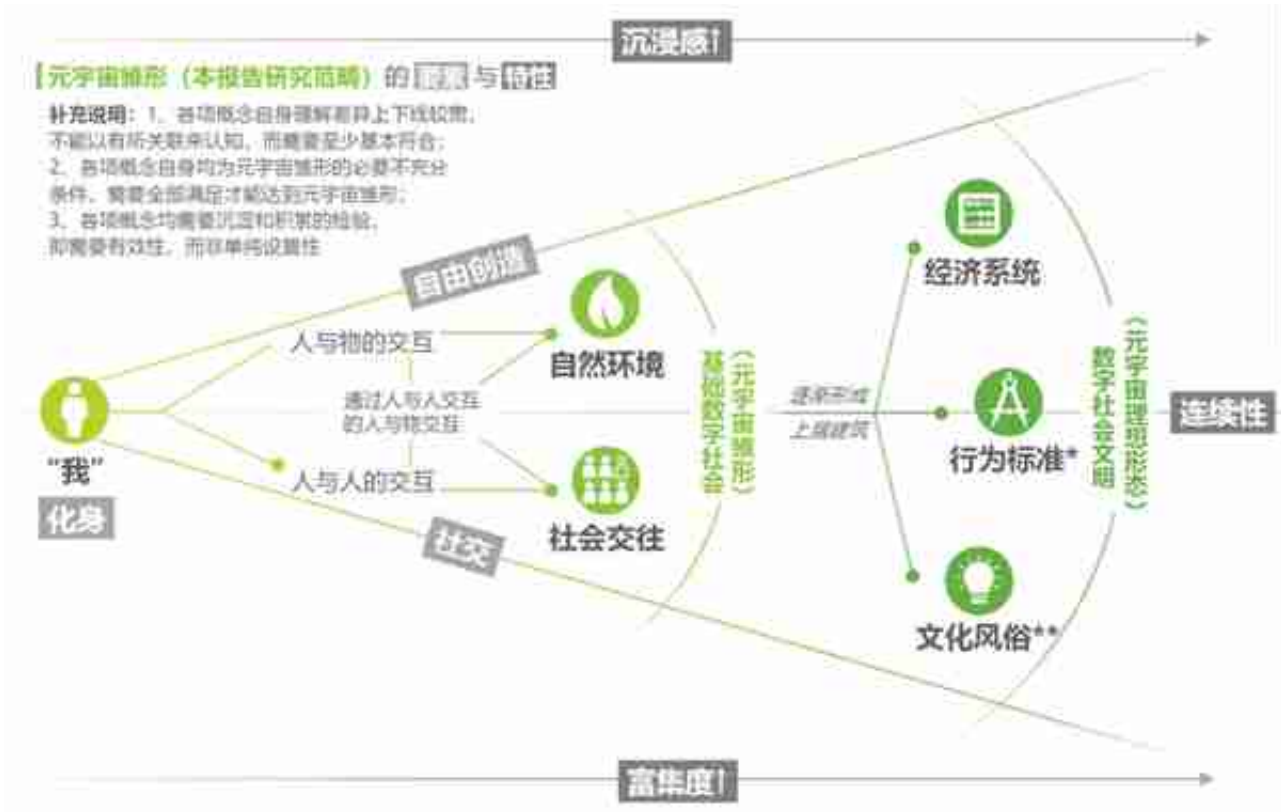 沉浸感↑
元宇宙雏形（本报告研究范畴）的 要素 与 特性
补充说明：1、各项概念自身理解差异上下线较宽，
不能以有所关联来认知，而需要至少基本符合；
2、各项概念自身均为元宇宙雏形的必要不充分
条件，需要全部满足才能达到元宇宙雏形；
3、各项概念均需要沉淀和积累的检验，
即需要有效性，而非单纯设置性
自由创造
经济系统
人与物的交互
自然环境
通过人与人交互
的人与物交互
“我”
化身
人与人的交互
社会交往
社交
《元宇宙雏形》
基础数字社会
逐渐形成
上层建筑
行为标准*
文化风俗**
《元宇宙理想形态》
数字社会文明
连续性
富集度↑